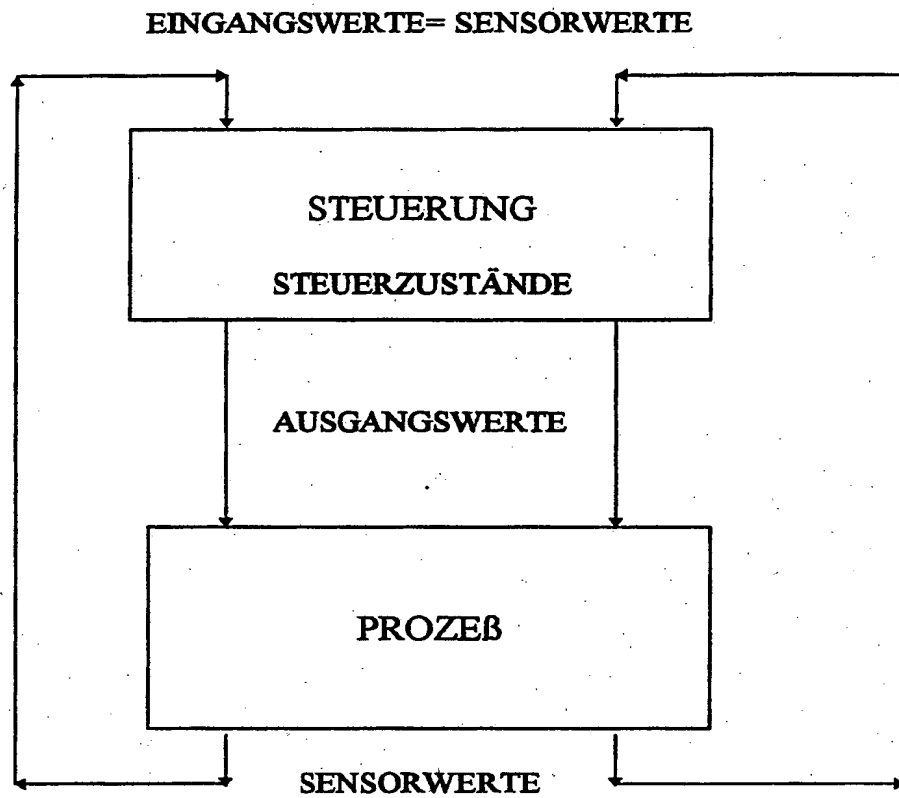 EINGANGSWERTE= SENSORWERTE
STEUERUNG
STEUERZUSTÄNDE
AUSGANGSWERTE
PROZEß
SENSORWERTE